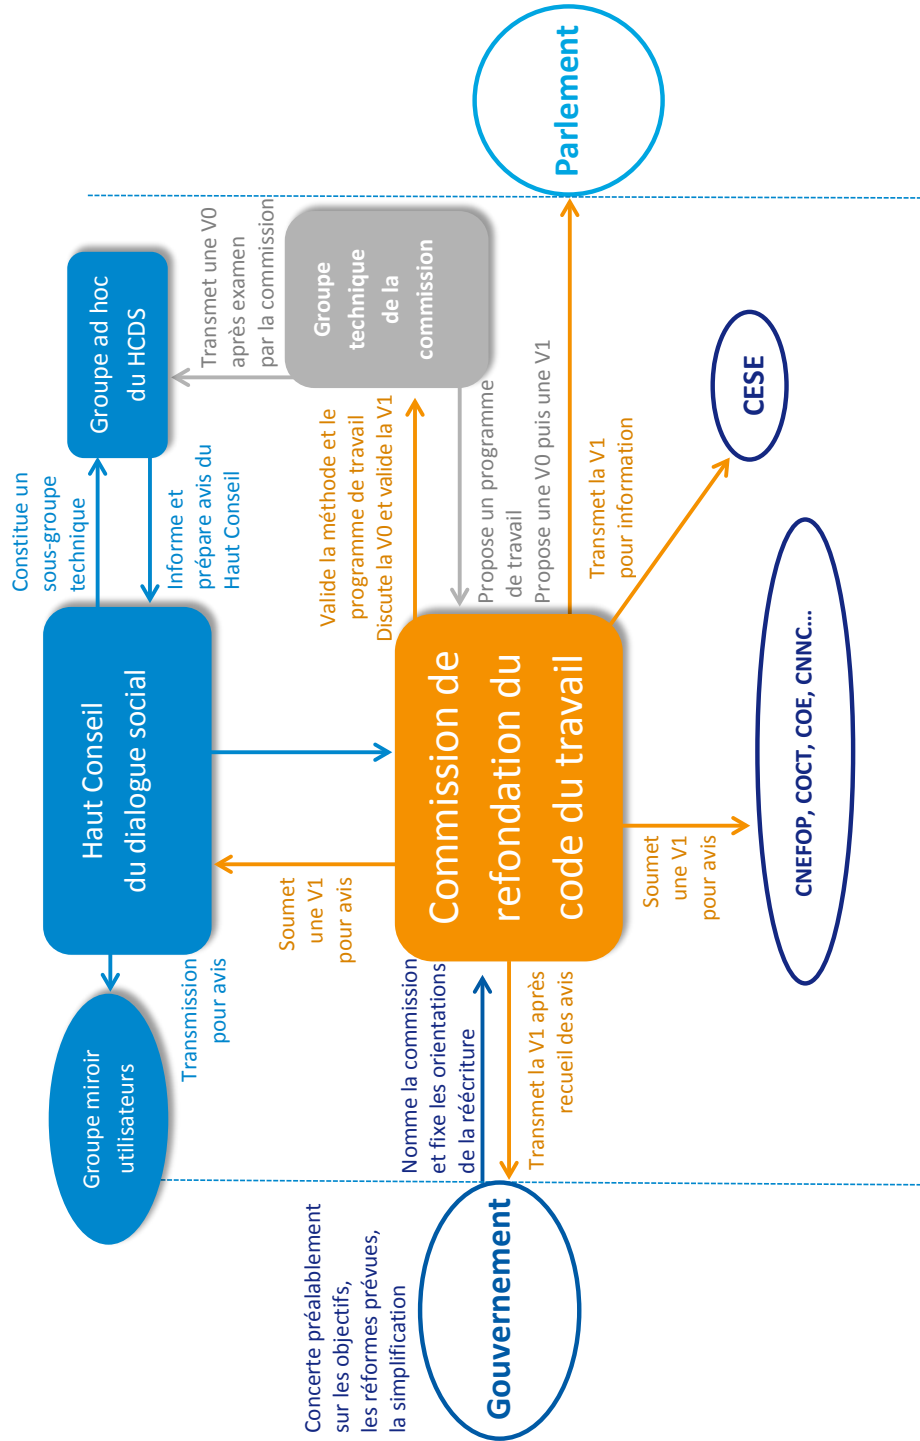 Groupe miroir
utilisateurs
Transmission
pour avis
Haut Conseil
du dialogue social
Constitue un
sous-groupe
technique
Informe et
prépare avis du
Haut Conseil
Groupe ad hoc
du HCDS
Transmet une V0
après examen
par la commission
Groupe
technique
de la
commission
Soumet
une V1
pour avis
Valide la méthode et le
programme de travail
Discute la V0 et valide la V1
Concerte préalablement
sur les objectifs,
les réformes prévues,
la simplification
Gouvernement
Nomme la commission
et fixe les orientations
de la réécriture
Transmet la V1 après
recueil des avis
Commission de
refondation du
code du travail
Propose un programme
de travail
Propose une V0 puis une V1
Transmet la V1
pour information
Parlement
Soumet
une V1
pour avis
CESE
CNEFOP, COCT, COE, CNNC...